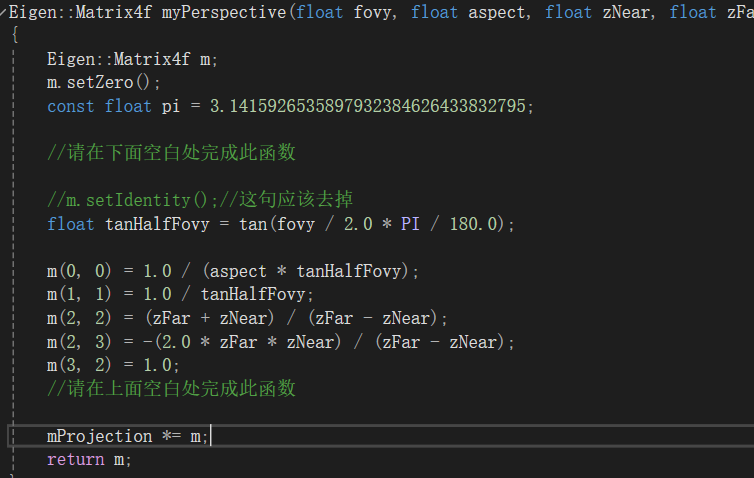 Eigen::Matrix4f myPerspective(float fovy, float aspect, float zNear, float zFa
{
Eigen::Matrix4f m;
m.setZero();
const float pi = 3.1415926535897932384626433832795;
//请在下面空白处完成此函数
//m.setIdentity();//这句应该去掉
float tanHalfFovy = tan(fovy / 2.0 * PI / 180.0);
m(0, 0) = 1.0 / (aspect * tanHalfFovy);
m(1, 1) = 1.0 / tanHalfFovy;
m(2, 2) = (zFar + zNear) / (zFar - zNear);
m(2, 3) = -(2.0 * zFar * zNear) / (zFar - zNear);
m(3, 2) = 1.0;
//请在上面空白处完成此函数
mProjection *= m;
return m;